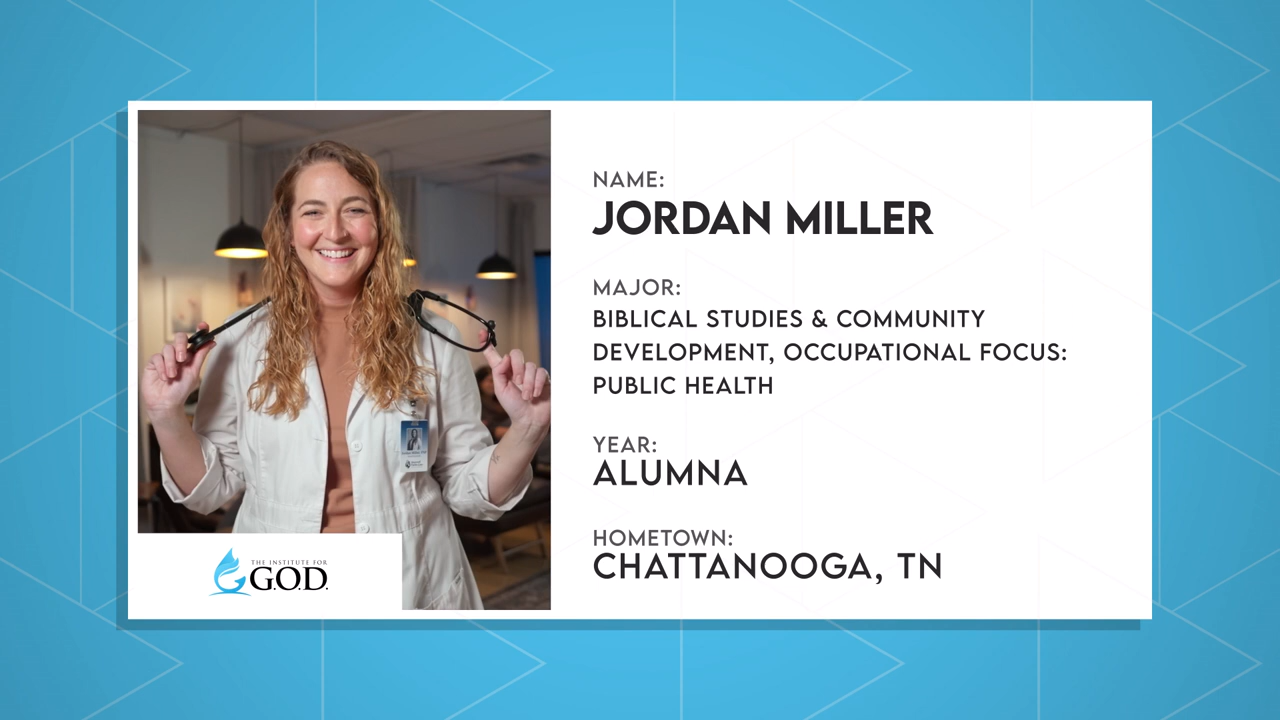 NAME:
JORDAN MILLER
MAJOR:
BIBLICAL STUDIES & COMMUNITY
DEVELOPMENT, OCCUPATIONAL FOCUS:
PUBLIC HEALTH
YEAR:
ALUMNA
HOMETOWN:
CHATTANOOGA, TN
THE INSTITUTE FOR
G.O.D.